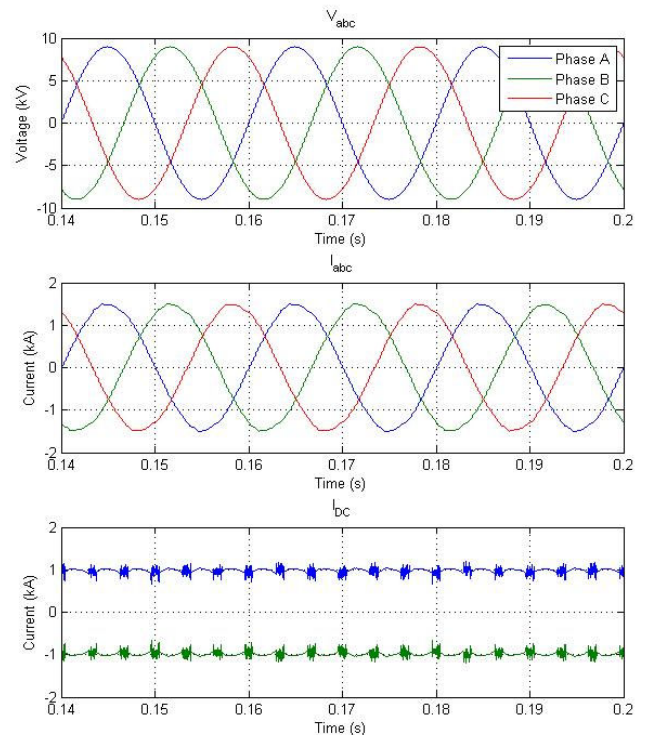 V_abc
10
5
0
-5
-10
Voltage (kV)
Phase A
Phase B
Phase C
0.14 0.15 0.16 0.17 0.18 0.19 0.2
Time (s)
I_abc
2
1
0
-1
-2
Current (kA)
0.14 0.15 0.16 0.17 0.18 0.19 0.2
Time (s)
I_DC
2
1
0
-1
-2
Current (kA)
0.14 0.15 0.16 0.17 0.18 0.19 0.2
Time (s)